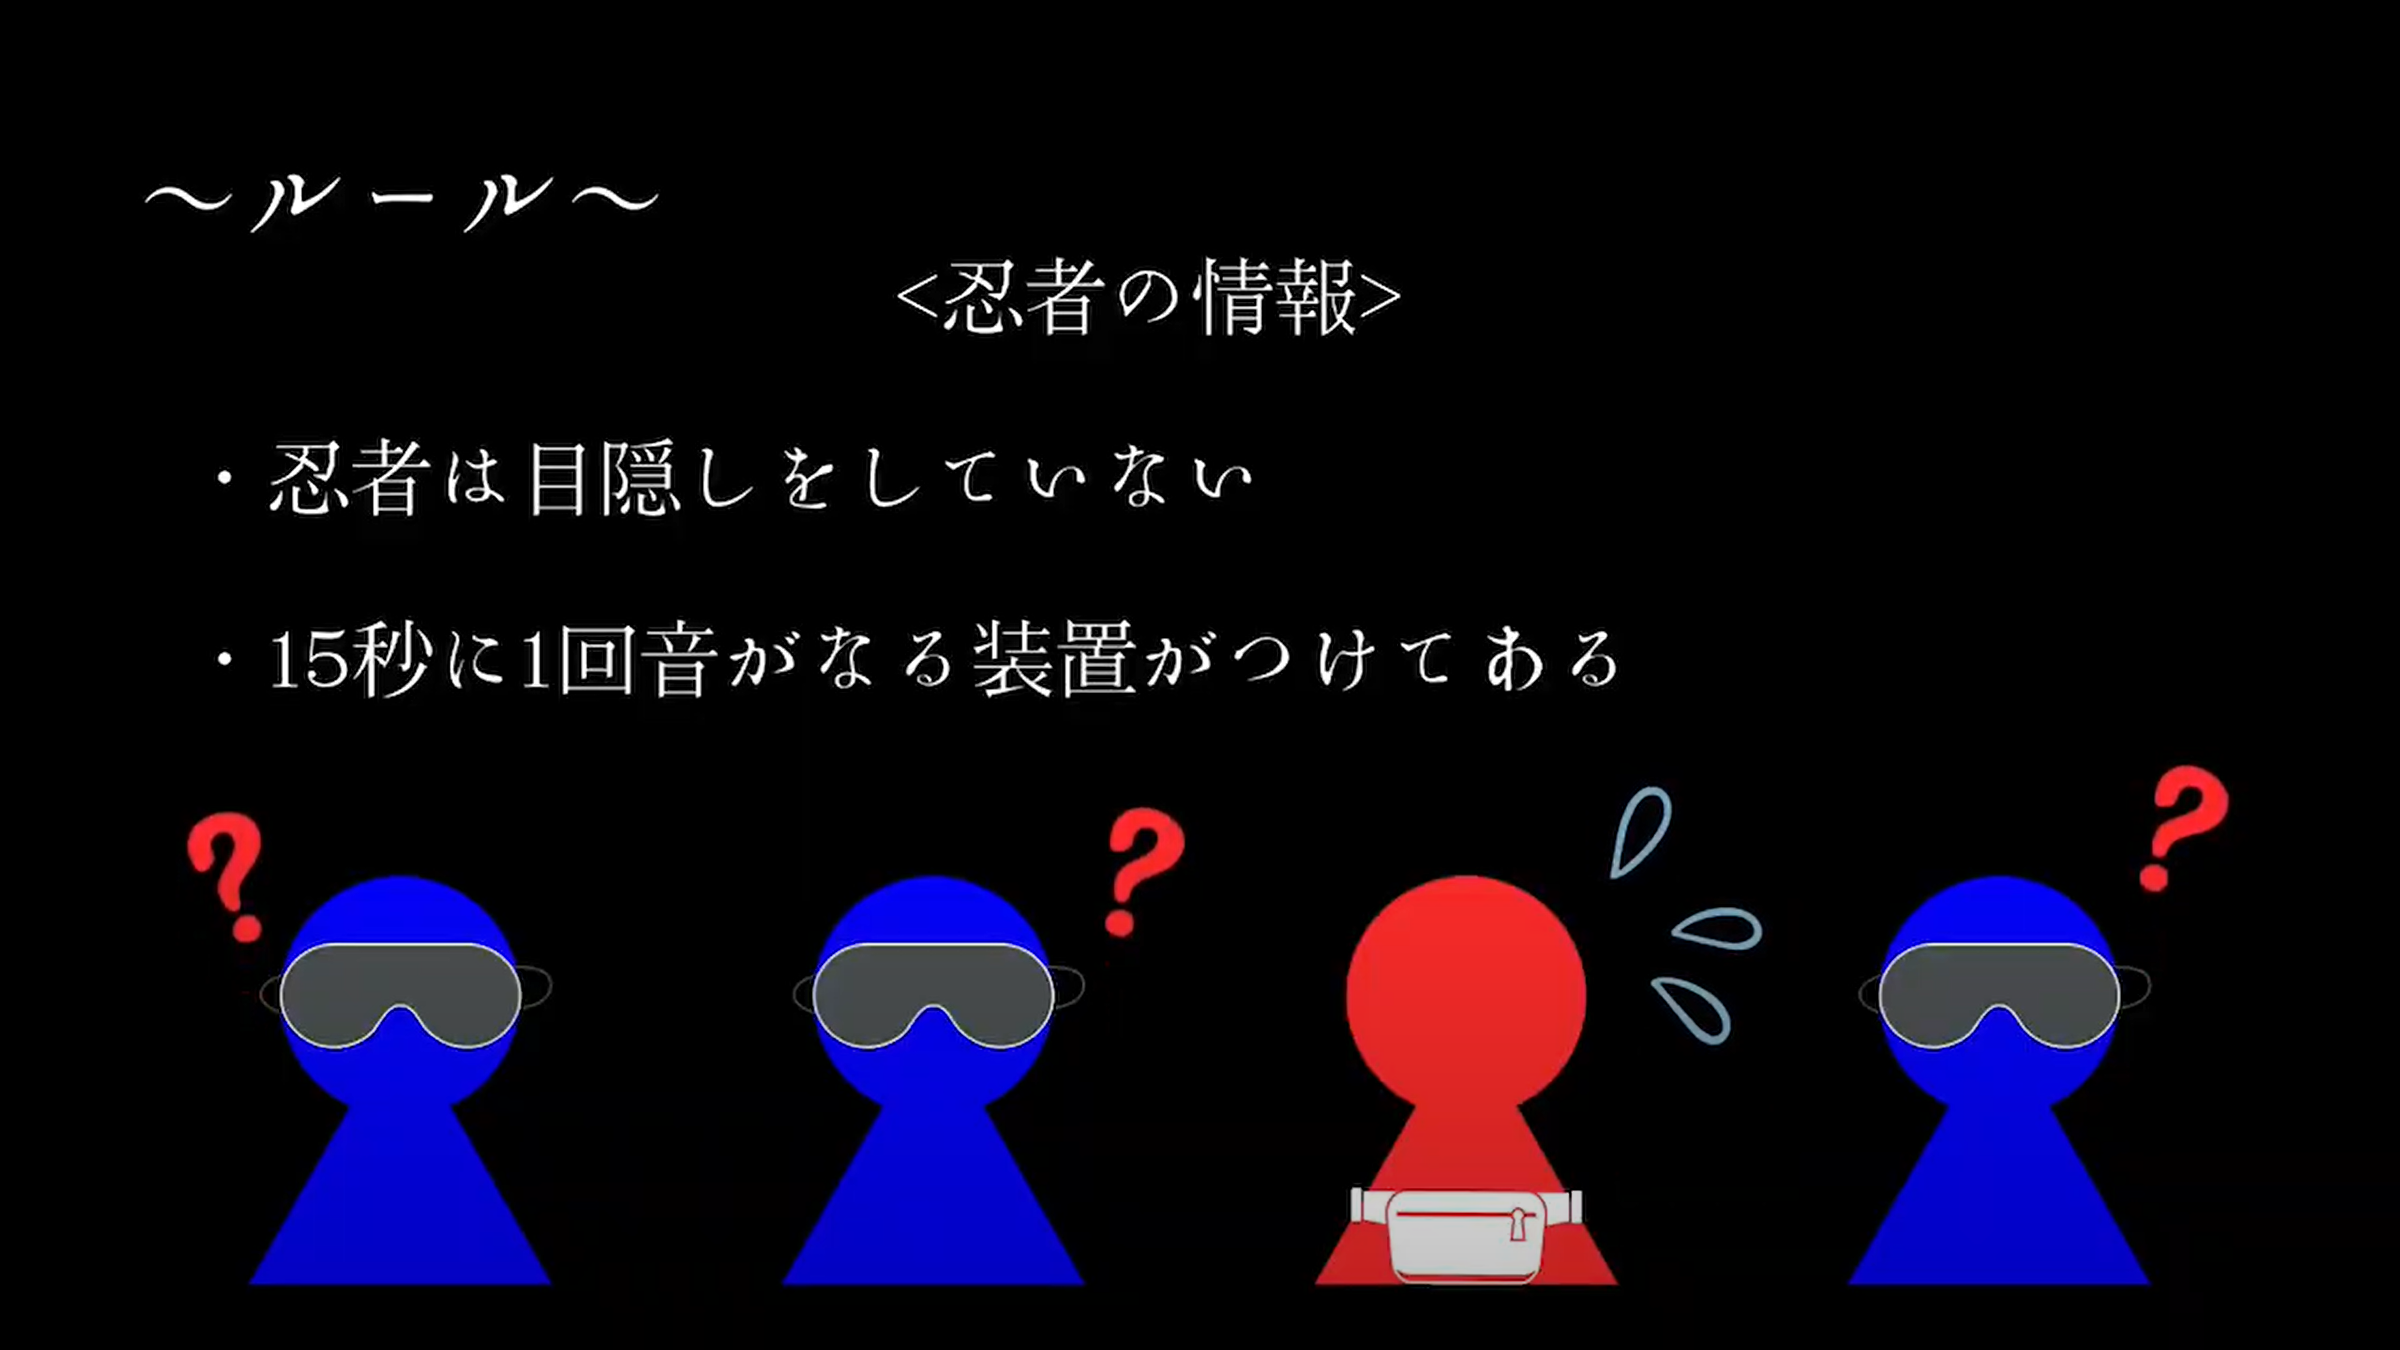 ～ルール～
<忍者の情報>
・忍者は目隠しをしていない
・15秒に1回音がなる装置がつけてある
? ? ?